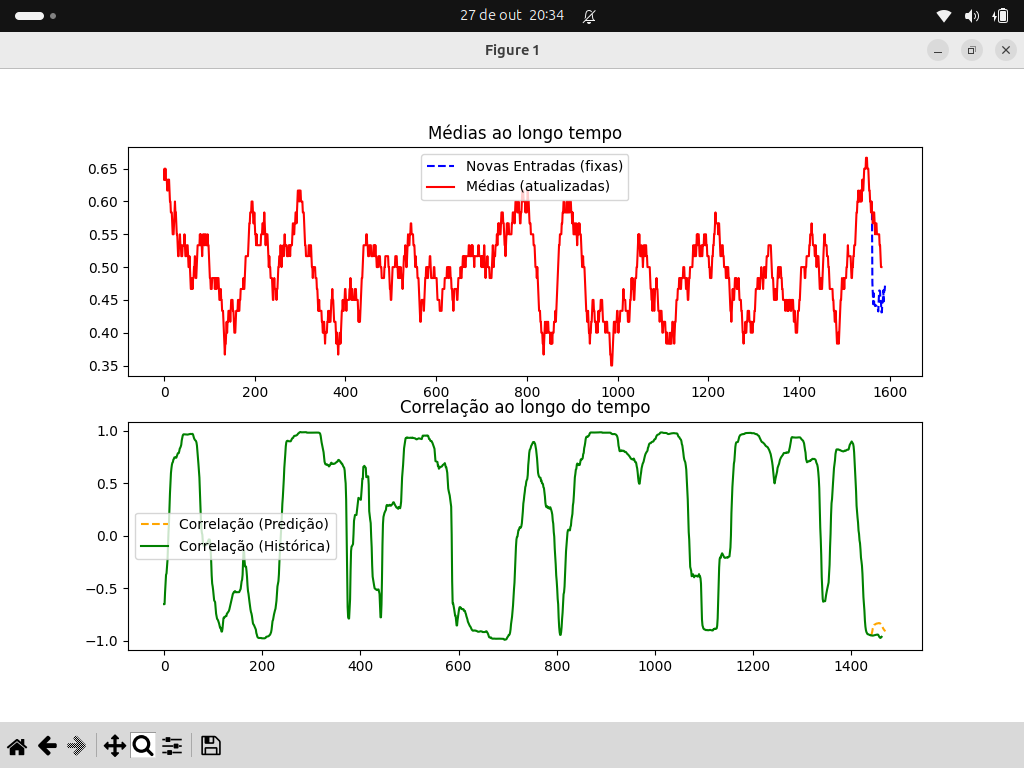 27 de out 20:34
Figure 1
Médias ao longo tempo
Novas Entradas (fixas)
Médias (atualizadas)
0.65
0.60
0.55
0.50
0.45
0.40
0.35
0 200 400 600 800 1000 1200 1400 1600
Correlação ao longo do tempo
1.0
0.5
0.0
−0.5
−1.0
Correlação (Predição)
Correlação (Histórica)
0 200 400 600 800 1000 1200 1400